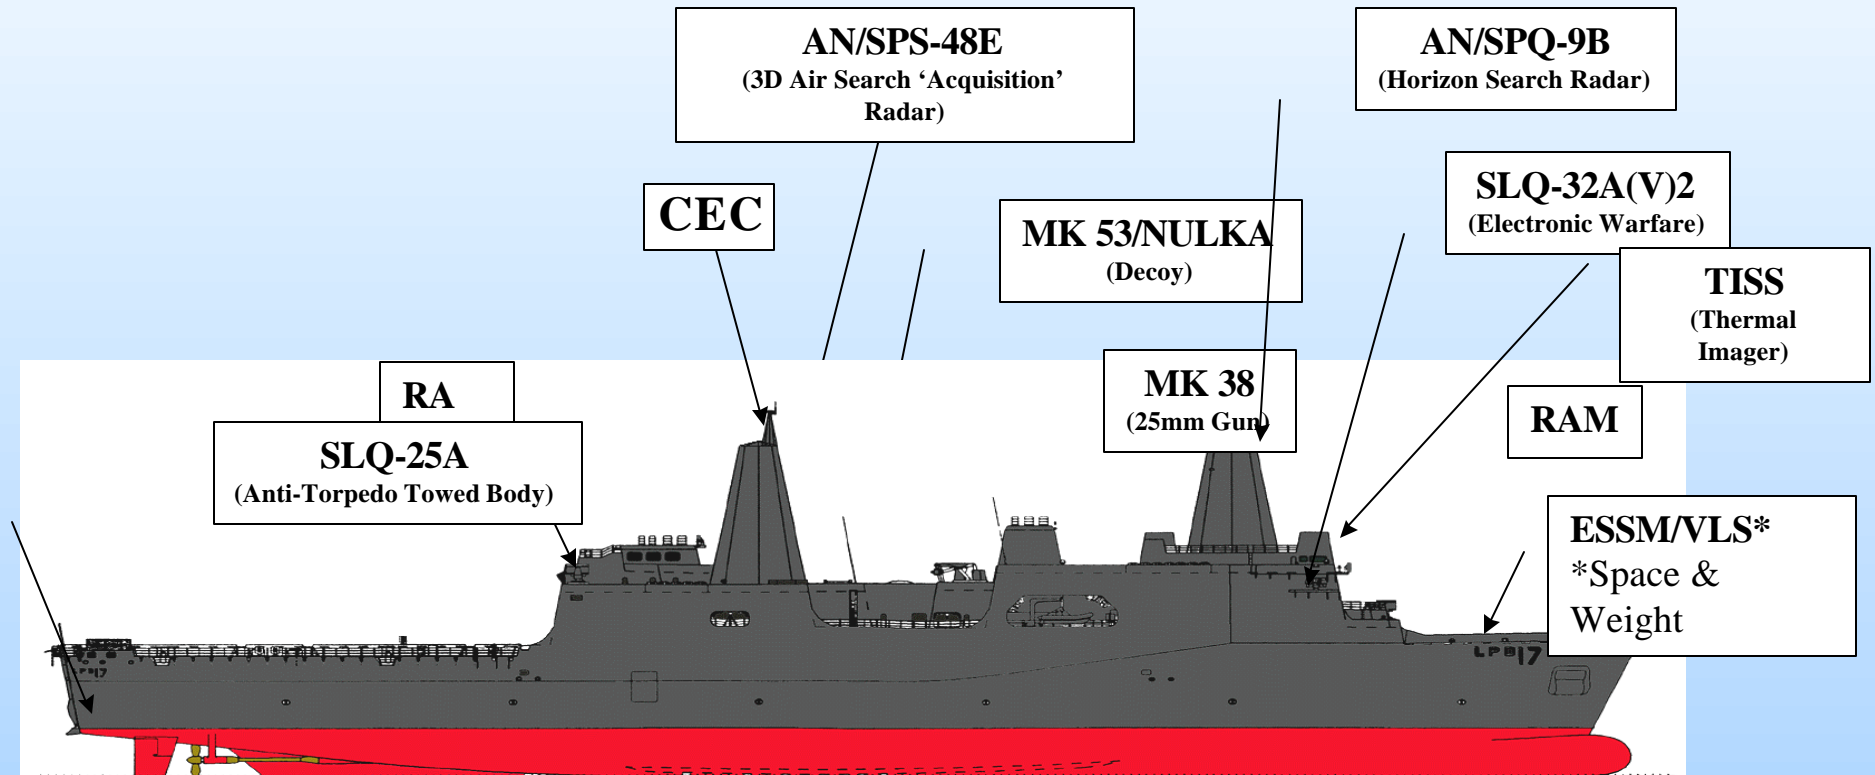 AN/SPS-48E
(3D Air Search ‘Acquisition’
Radar)
AN/SPQ-9B
(Horizon Search Radar)
SLQ-32A(V)2
(Electronic Warfare)
CEC
MK 53/NULKA
(Decoy)
TISS
(Thermal
Imager)
MK 38
(25mm Gun)
RA
RAM
SLQ-25A
(Anti-Torpedo Towed Body)
ESSM/VLS*
*Space &
Weight
LPD17
LPD17